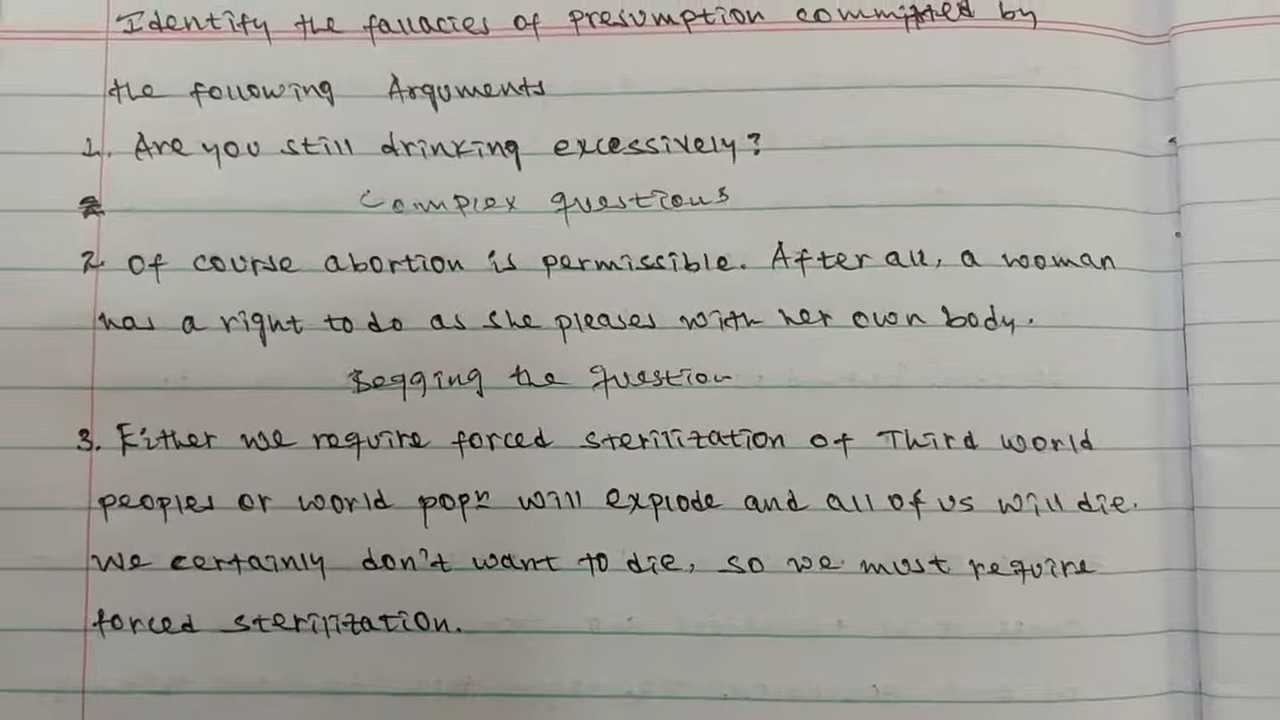 Identify the fallacies of presumption committed by
the following Arguments
1. Are you still drinking excessively?
Complex questions
2. Of course abortion is permissible. After all, a woman
has a right to do as she pleases with her own body.
Begging the question
3. Either we require forced sterilization of Third world
peoples or world popn will explode and all of us will die.
We certainly don't want to die, so we must require
forced sterilization.